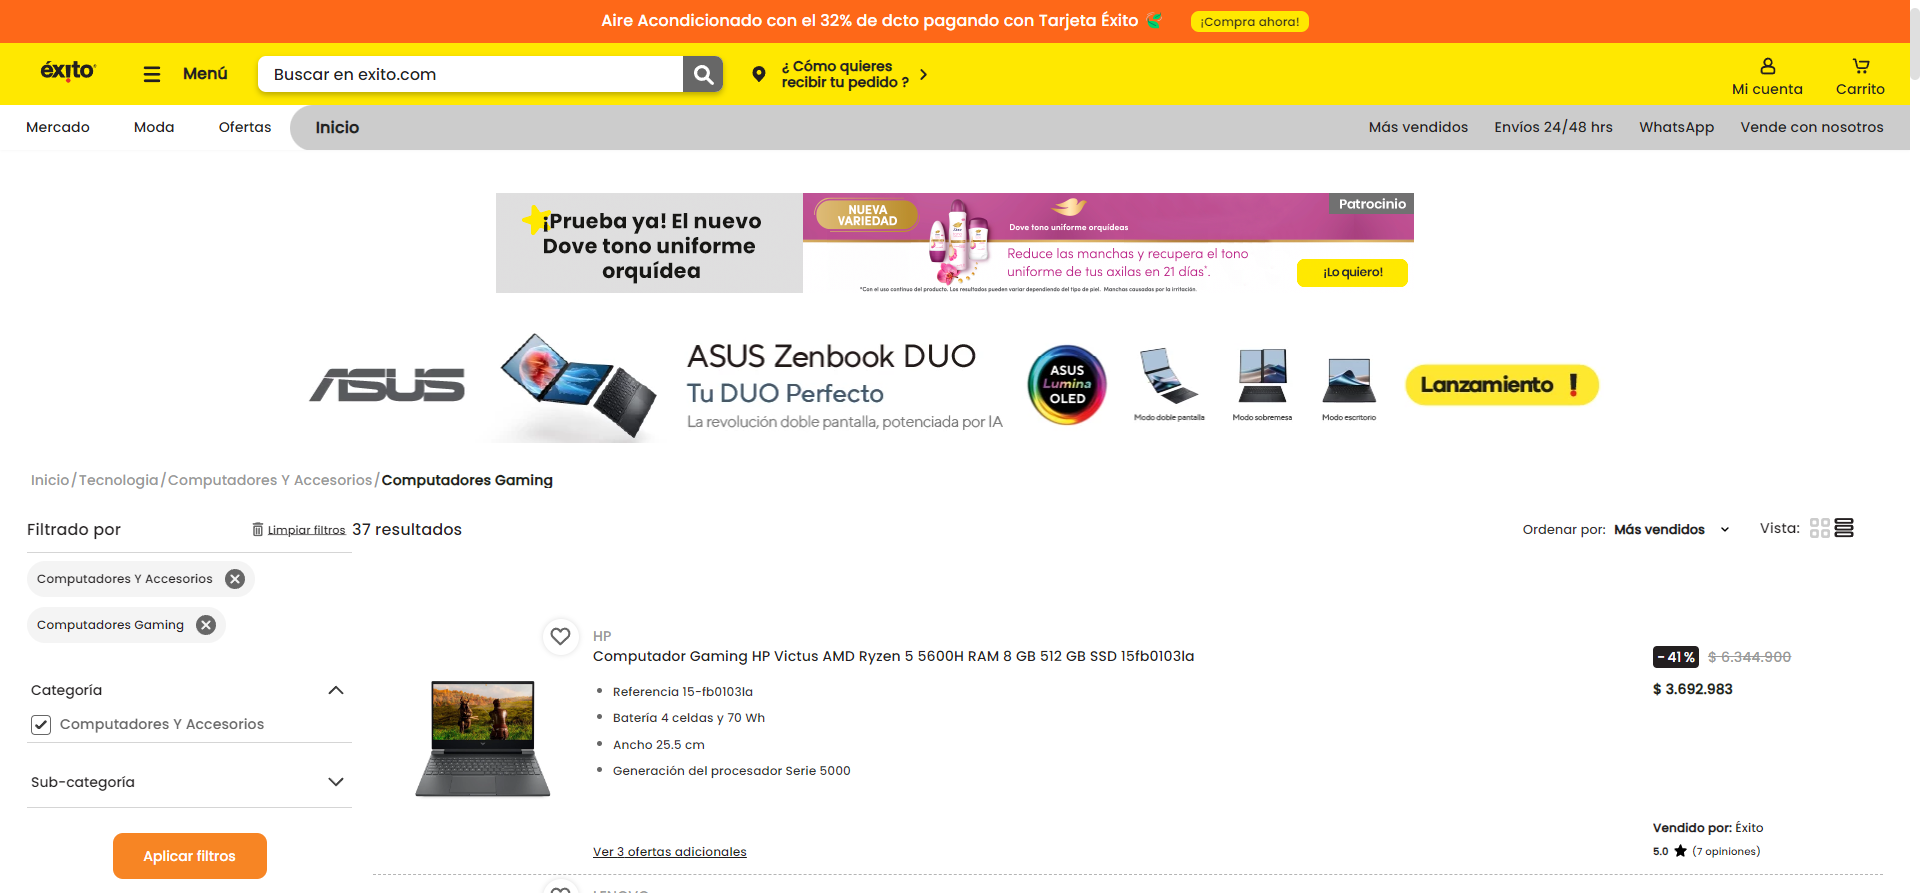 Aire Acondicionado con el 32% de dcto pagando con Tarjeta Éxito
¡Compra ahora!
éxito
Menú
Buscar en exito.com
¿ Cómo quieres
recibir tu pedido ?
Mi cuenta
Carrito
Mercado
Moda
Ofertas
Inicio
Más vendidos
Envíos 24/48 hrs
WhatsApp
Vende con nosotros
¡Prueba ya! El nuevo
Dove tono uniforme
orquídea
NUEVA
VARIEDAD
Dove tono uniforme orquídeas
Reduce las manchas y recupera el tono
uniforme de tus axilas en 21 días*.
*Con el uso continuo del producto. Los resultados pueden variar dependiendo del tipo de piel. Manchas causadas por la irritación.
Patrocinio
¡Lo quiero!
ASUS
ASUS Zenbook DUO
Tu DUO Perfecto
La revolución doble pantalla, potenciada por IA
ASUS
Lumina
OLED
Modo doble pantalla
Modo sobremesa
Modo escritorio
Lanzamiento !
Inicio/Tecnologia/Computadores Y Accesorios/Computadores Gaming
Filtrado por
Limpiar filtros
37 resultados
Ordenar por: Más vendidos
Vista:
Computadores Y Accesorios
Computadores Gaming
Categoría
Computadores Y Accesorios
Sub-categoría
Aplicar filtros
HP
Computador Gaming HP Victus AMD Ryzen 5 5600H RAM 8 GB 512 GB SSD 15fb0103la
Referencia 15-fb0103la
Batería 4 celdas y 70 Wh
Ancho 25.5 cm
Generación del procesador Serie 5000
Ver 3 ofertas adicionales
- 41 % $ 6.344.900
$ 3.692.983
Vendido por: Éxito
5.0 (7 opiniones)
LENOVO